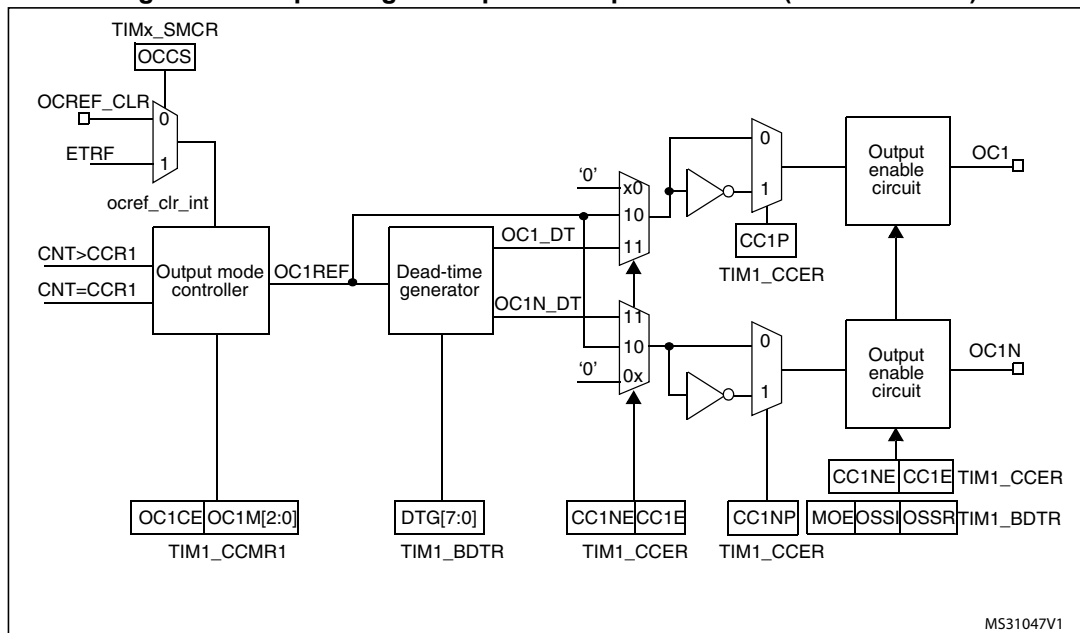 TIMx_SMCR
OCCS
OCREF_CLR
0
ETRF
1
ocref_clr_int
CNT>CCR1
CNT=CCR1
Output mode
controller
OC1REF
Dead-time
generator
OC1_DT
OC1N_DT
‘0’
x0
10
11
11
10
‘0’
0x
0
1
CC1P
TIM1_CCER
0
1
Output
enable
circuit
OC1
Output
enable
circuit
OC1N
CC1NE CC1E TIM1_CCER
OC1CE OC1M[2:0]
TIM1_CCMR1
DTG[7:0]
TIM1_BDTR
CC1NE CC1E
TIM1_CCER
CC1NP
TIM1_CCER
MOE OSSI OSSR TIM1_BDTR
MS31047V1